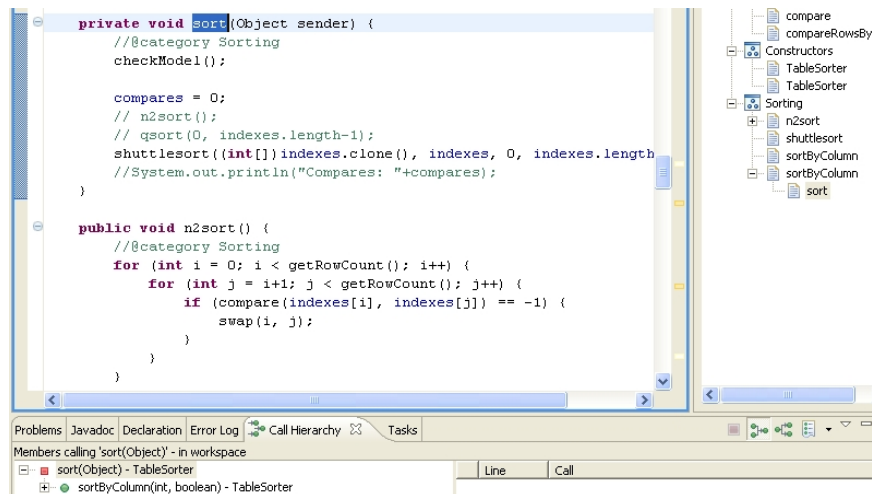 private void sort(Object sender) {
//@category Sorting
checkModel();
compares = 0;
// n2sort();
// qsort(0, indexes.length-1);
shuttlesort((int[])indexes.clone(), indexes, 0, indexes.length
//System.out.println("Compares: "+compares);
}
public void n2sort() {
//@category Sorting
for (int i = 0; i < getRowCount(); i++) {
for (int j = i+1; j < getRowCount(); j++) {
if (compare(indexes[i], indexes[j]) == -1) {
swap(i, j);
}
}
}
compare
compareRowsBy
Constructors
TableSorter
TableSorter
Sorting
n2sort
shuttlesort
sortByColumn
sortByColumn
sort
Problems Javadoc Declaration Error Log Call Hierarchy Tasks
Members calling 'sort(Object)' - in workspace
sort(Object) - TableSorter
sortByColumn(int, boolean) - TableSorter
Line Call